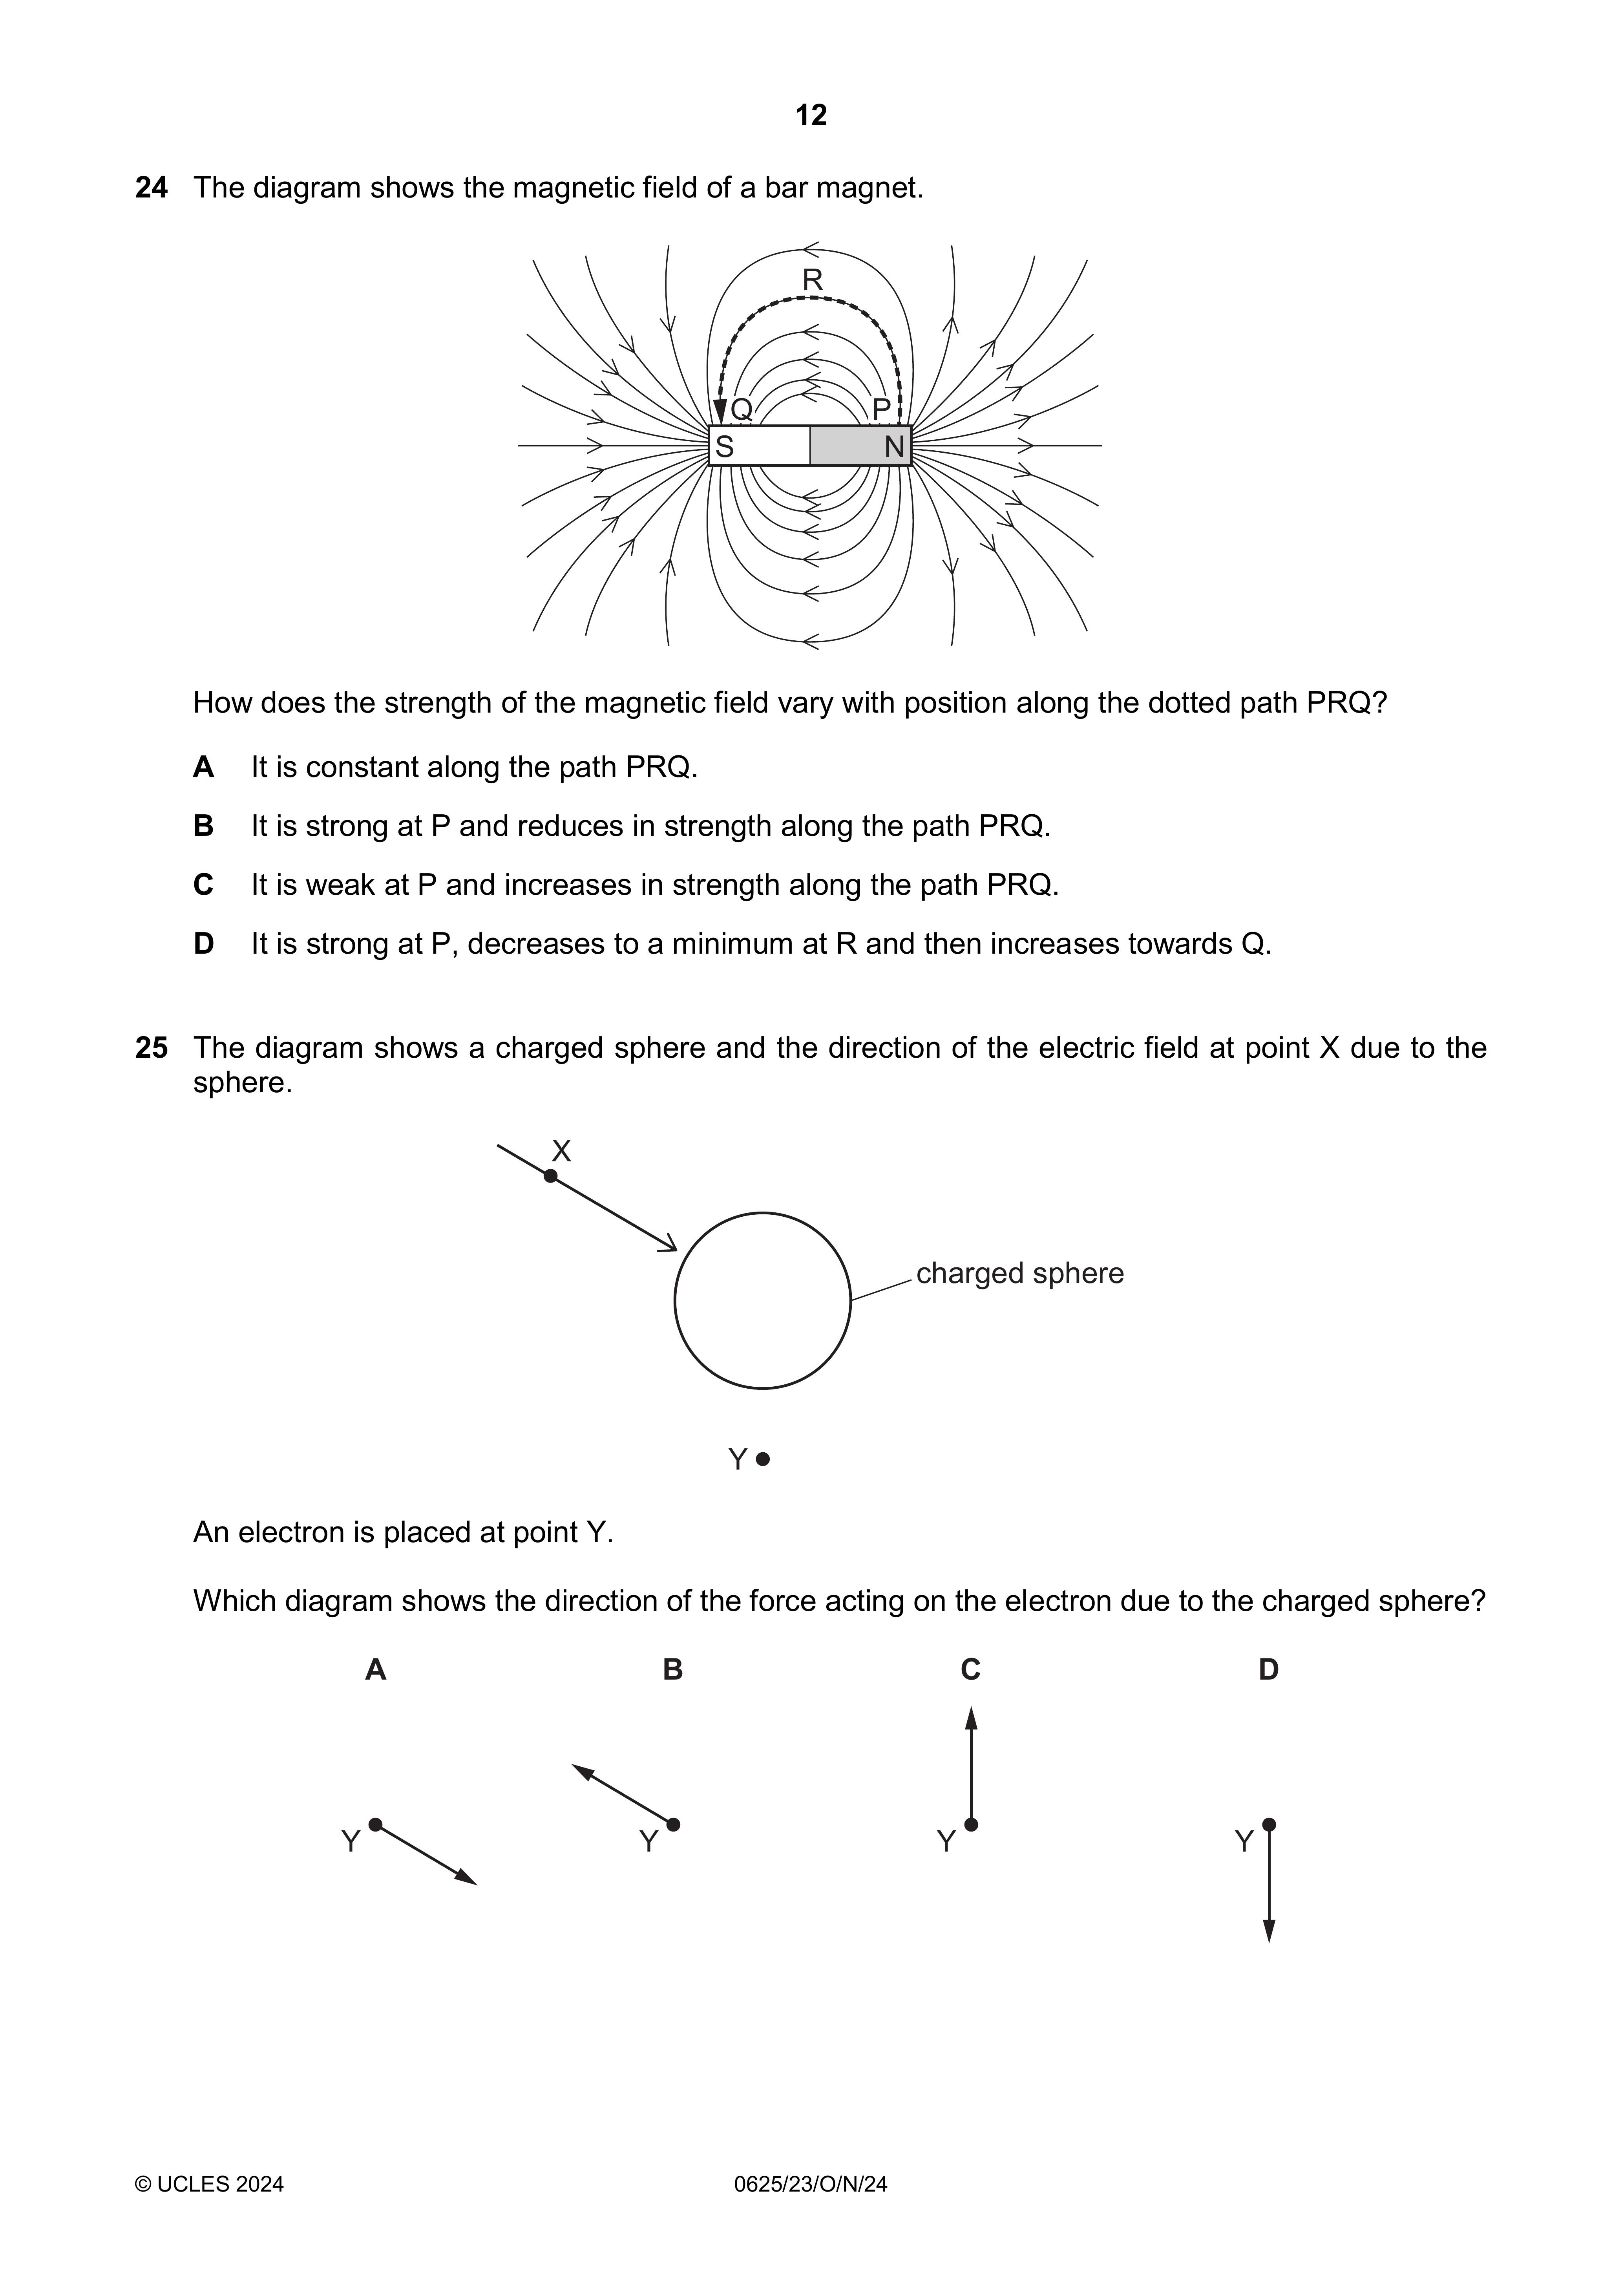 12
24 The diagram shows the magnetic field of a bar magnet.
R
Q P
S N
How does the strength of the magnetic field vary with position along the dotted path PRQ?
A It is constant along the path PRQ.
B It is strong at P and reduces in strength along the path PRQ.
C It is weak at P and increases in strength along the path PRQ.
D It is strong at P, decreases to a minimum at R and then increases towards Q.
25 The diagram shows a charged sphere and the direction of the electric field at point X due to the
sphere.
X
charged sphere
Y
An electron is placed at point Y.
Which diagram shows the direction of the force acting on the electron due to the charged sphere?
A B C D
Y Y Y Y
© UCLES 2024 0625/23/O/N/24